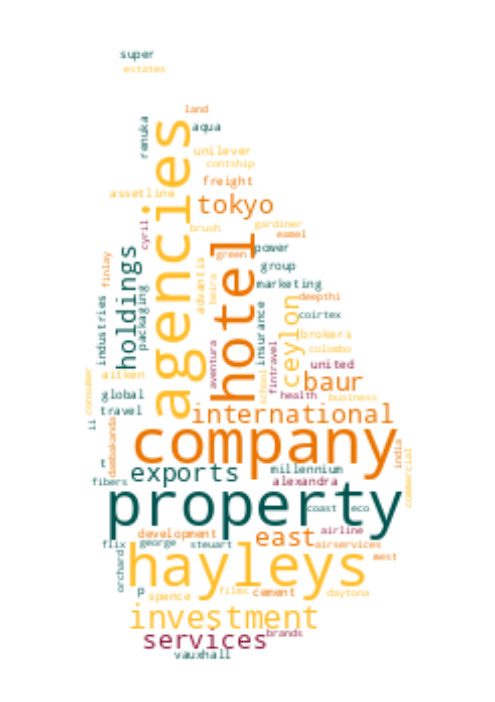 super
estates
land
renuka
aqua
agencies
unilever
contship
freight
assetline
tokyo
cyril
brush
gardiner
eamel
holdings
hotel
power
green
finlay
advantis
beira
group
marketing
packaging
industries
ceylon
deepthi
insurance
coirtex
brokers
colombo
aventura
fintravel
united
aitken
consumer
school
baur
global
health
business
travel
international
ii
dambakanda
company
india
t
exports
millennium
commercial
fibers
alexandra
property
coast
eco
development
east
airline
flix
george
steuart
airservices
hayleys
west
orchard
p
spence
files
cement
daytona
investment
services
brands
vauxhall